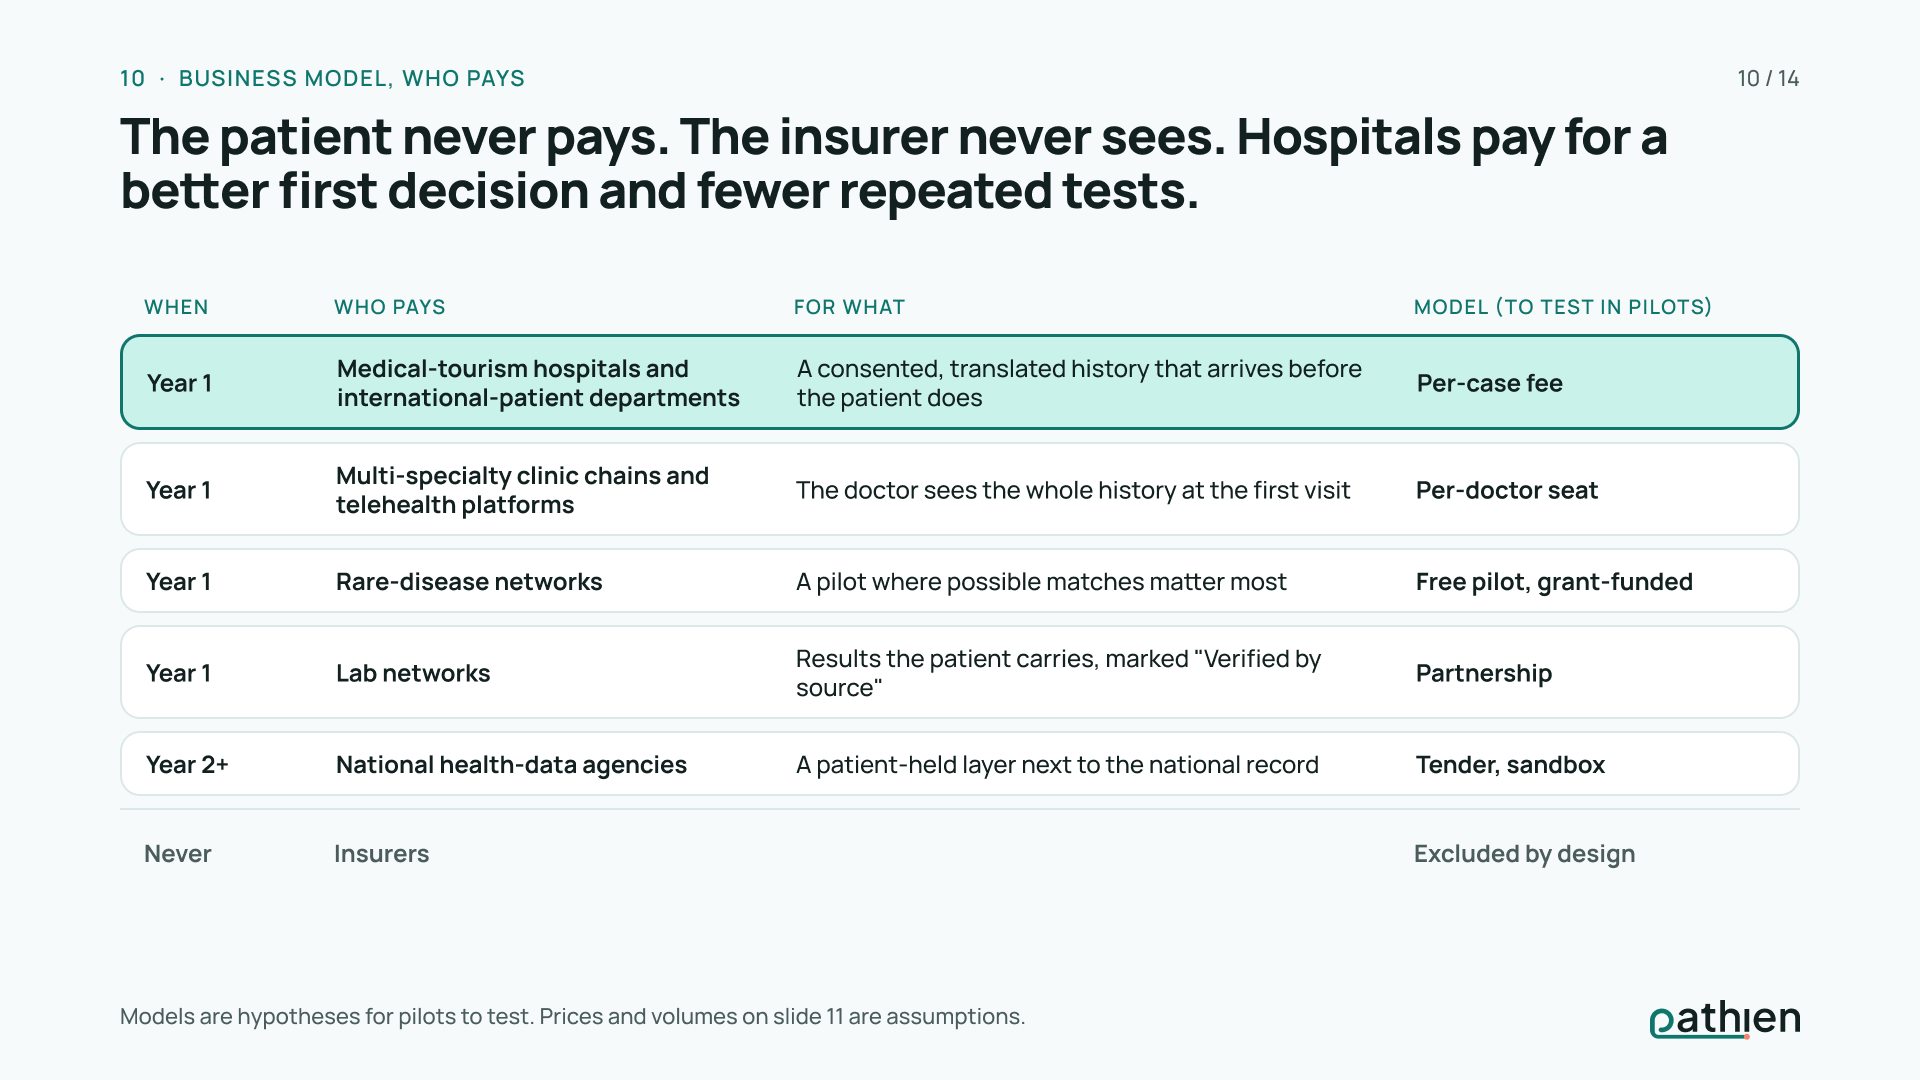 10 · BUSINESS MODEL, WHO PAYS
10 / 14
The patient never pays. The insurer never sees. Hospitals pay for a
better first decision and fewer repeated tests.
WHEN
WHO PAYS
FOR WHAT
MODEL (TO TEST IN PILOTS)
Year 1
Medical-tourism hospitals and
international-patient departments
A consented, translated history that arrives before
the patient does
Per-case fee
Year 1
Multi-specialty clinic chains and
telehealth platforms
The doctor sees the whole history at the first visit
Per-doctor seat
Year 1
Rare-disease networks
A pilot where possible matches matter most
Free pilot, grant-funded
Year 1
Lab networks
Results the patient carries, marked "Verified by
source"
Partnership
Year 2+
National health-data agencies
A patient-held layer next to the national record
Tender, sandbox
Never
Insurers
Excluded by design
Models are hypotheses for pilots to test. Prices and volumes on slide 11 are assumptions.
pathien